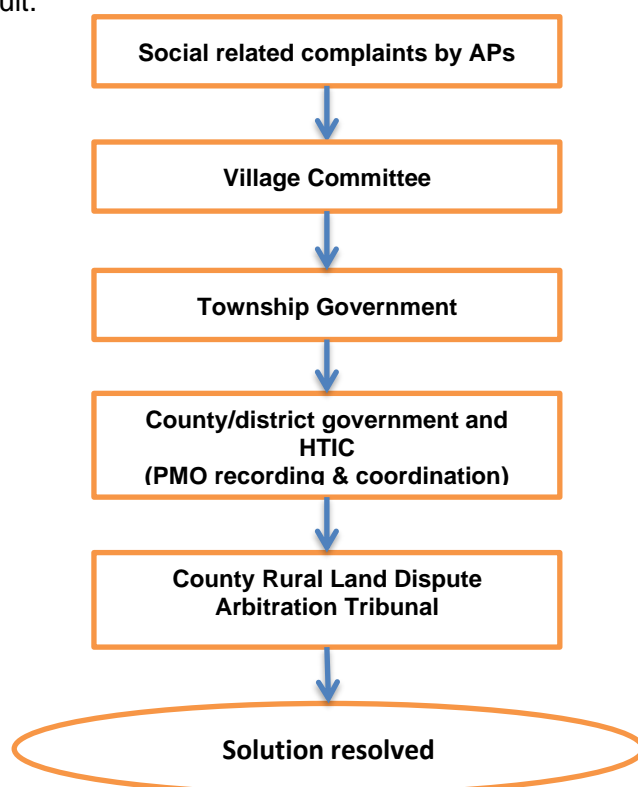 ult.
Social related complaints by APs
Village Committee
Township Government
County/district government and
HTIC
(PMO recording & coordination)
County Rural Land Dispute
Arbitration Tribunal
Solution resolved